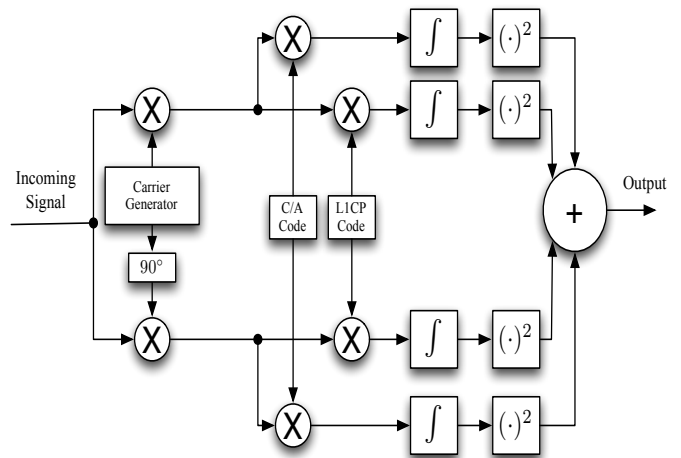 X
∫
(·)²
X
X
∫
(·)²
Incoming
Signal
Carrier
Generator
C/A
Code
L1CP
Code
+
Output
90°
X
X
∫
(·)²
X
∫
(·)²